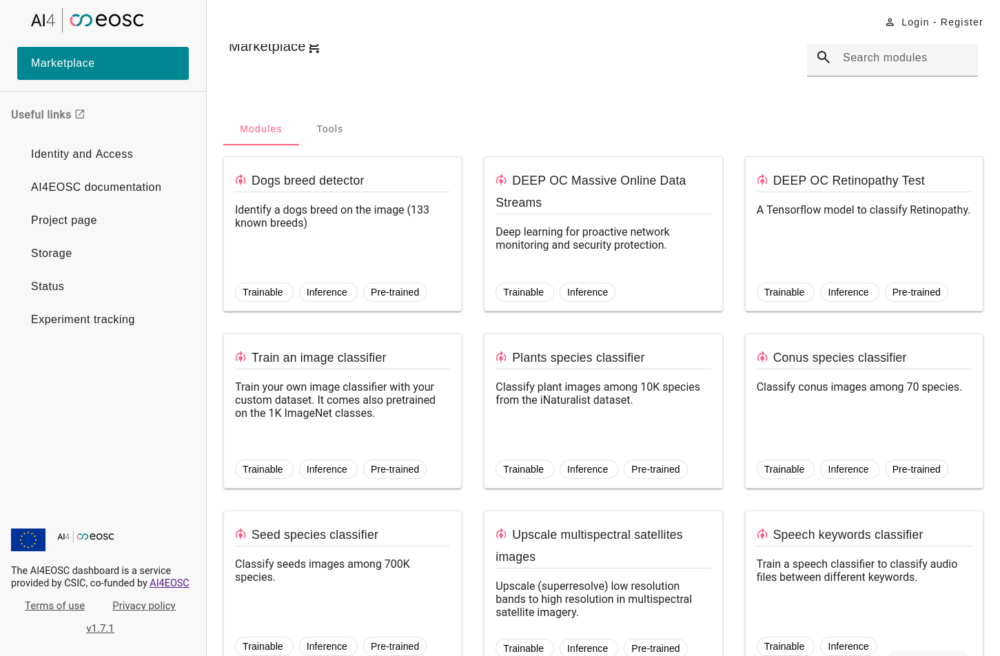 AI4 eosc
Marketplace
Useful links
Identity and Access
AI4EOSC documentation
Project page
Storage
Status
Experiment tracking
AI4 eosc
The AI4EOSC dashboard is a service
provided by CSIC, co-funded by AI4EOSC
Terms of use Privacy policy
v1.7.1
Login - Register
Marketplace
Search modules
Modules Tools
Dogs breed detector
Identify a dogs breed on the image (133
known breeds)
Trainable Inference Pre-trained
DEEP OC Massive Online Data
Streams
Deep learning for proactive network
monitoring and security protection.
Trainable Inference
DEEP OC Retinopathy Test
A Tensorflow model to classify Retinopathy.
Trainable Inference Pre-trained
Train an image classifier
Train your own image classifier with your
custom dataset. It comes also pretrained
on the 1K ImageNet classes.
Trainable Inference Pre-trained
Plants species classifier
Classify plant images among 10K species
from the iNaturalist dataset.
Trainable Inference Pre-trained
Conus species classifier
Classify conus images among 70 species.
Trainable Inference Pre-trained
Seed species classifier
Classify seeds images among 700K
species.
Trainable Inference Pre-trained
Upscale multispectral satellites
images
Upscale (superresolve) low resolution
bands to high resolution in multispectral
satellite imagery.
Trainable Inference Pre-trained
Speech keywords classifier
Train a speech classifier to classify audio
files between different keywords.
Trainable Inference